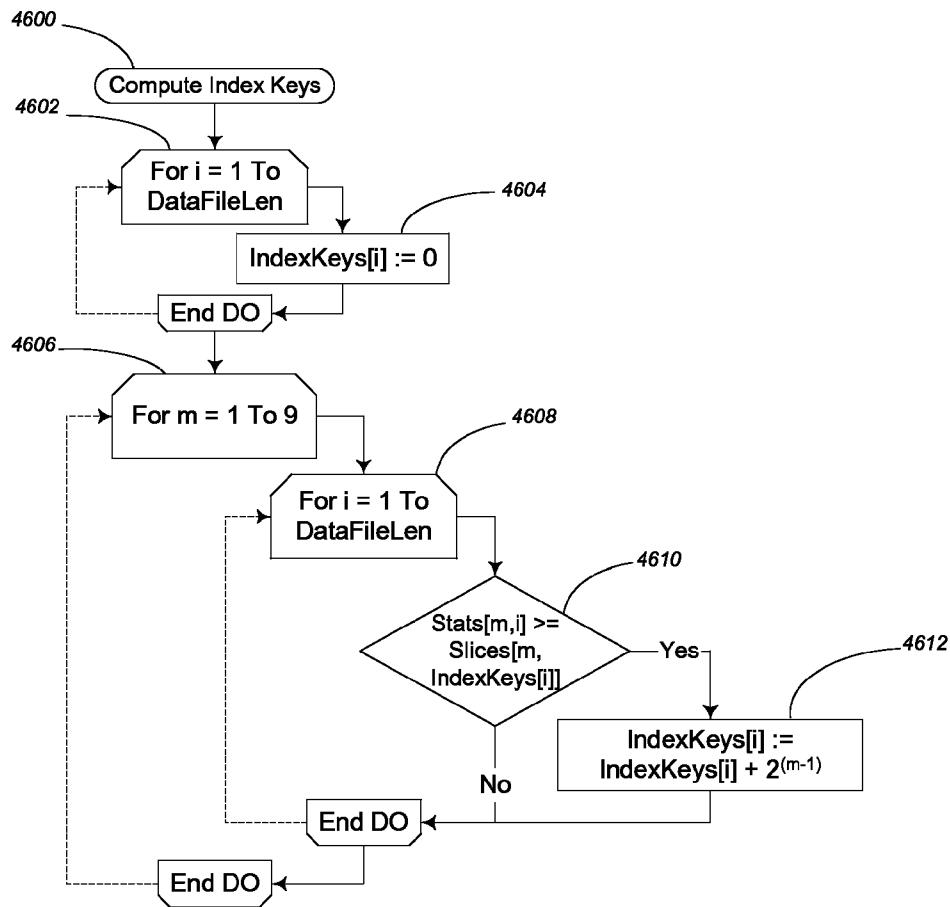 4600
Compute Index Keys
4602
For i = 1 To
DataFileLen
4604
IndexKeys[i] := 0
End DO
4606
For m = 1 To 9
4608
For i = 1 To
DataFileLen
4610
Stats[m,i] >=
Slices[m,
IndexKeys[i]]
Yes
4612
IndexKeys[i] :=
IndexKeys[i] + 2^(m-1)
No
End DO
End DO